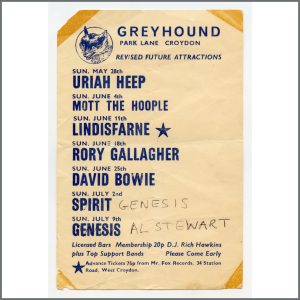 GREYHOUND
PARK LANE CROYDON
REVISED FUTURE ATTRACTIONS
SUN. MAY 28th
URIAH HEEP
SUN. JUNE 4th
MOTT THE HOOPLE
SUN. JUNE 11th
LINDISFARNE ★
SUN. JUNE 18th
RORY GALLAGHER
SUN. JUNE 25th
DAVID BOWIE
SUN. JULY 2nd
SPIRIT GENESIS
SUN. JULY 9th
GENESIS AL STEWART
Licensed Bars Membership 20p D.J. Rich Hawkins
plus Top Support Bands Please Come Early
★ Advance Tickets 75p from Mr. Fox Records, 34 Station
Road, West Croydon.